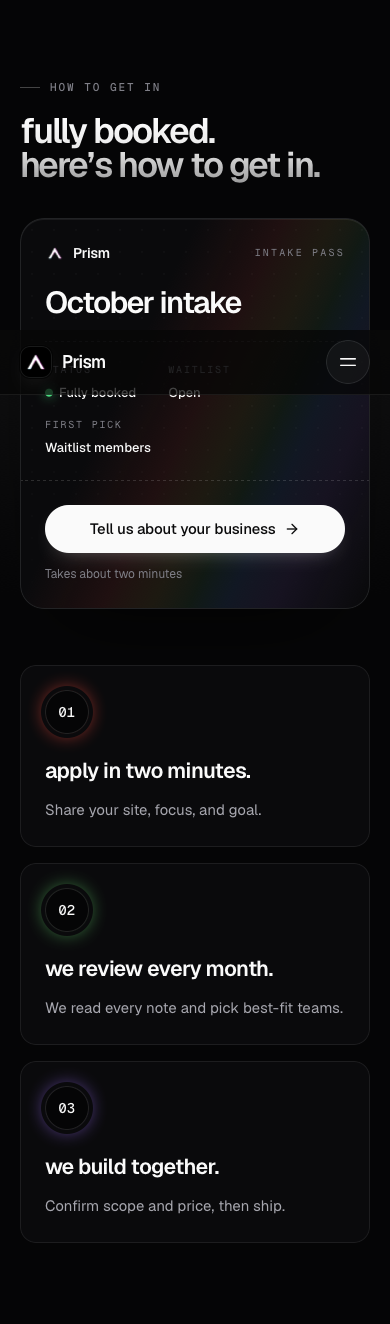 HOW TO GET IN
fully booked.
here's how to get in.
Prism
INTAKE PASS
October intake
Prism
WAITLIST
Fully booked
Open
FIRST PICK
Waitlist members
Tell us about your business →
Takes about two minutes
01
apply in two minutes.
Share your site, focus, and goal.
02
we review every month.
We read every note and pick best-fit teams.
03
we build together.
Confirm scope and price, then ship.